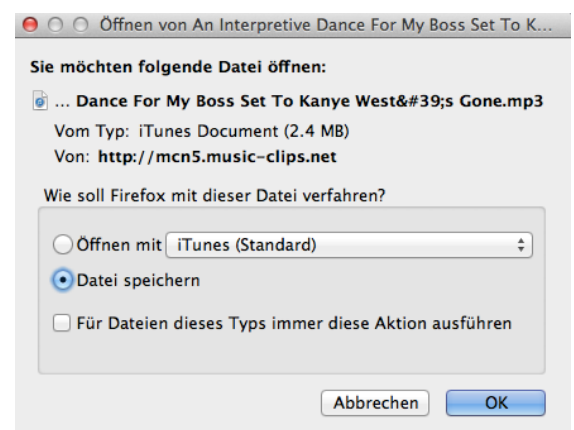 Öffnen von An Interpretive Dance For My Boss Set To K...
Sie möchten folgende Datei öffnen:
... Dance For My Boss Set To Kanye West&#39;s Gone.mp3
Vom Typ: iTunes Document (2.4 MB)
Von: http://mcn5.music-clips.net
Wie soll Firefox mit dieser Datei verfahren?
Öffnen mit iTunes (Standard)
Datei speichern
Für Dateien dieses Typs immer diese Aktion ausführen
Abbrechen OK